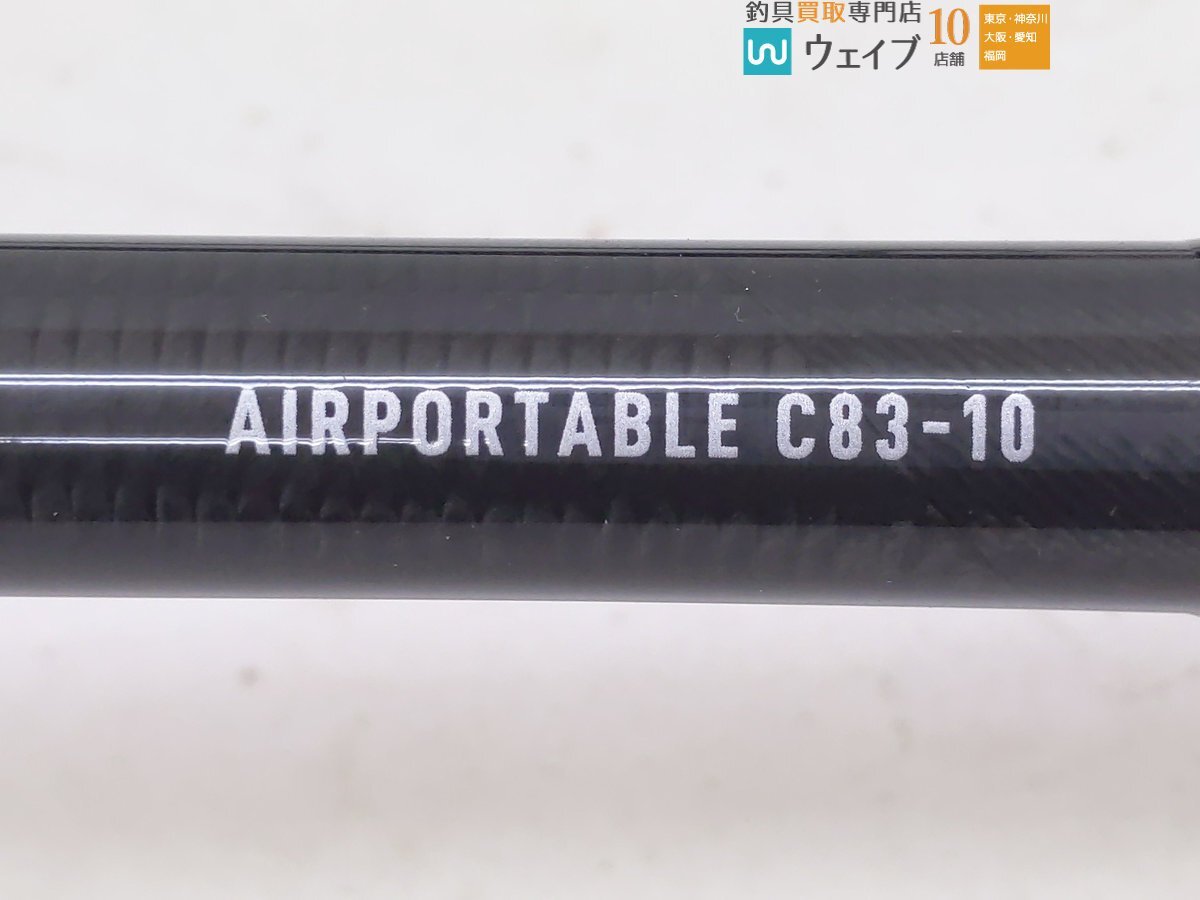 釣具買取専門店
ウェイブ
10
店舗
東京・神奈川
大阪・愛知
福岡
AIRPORTABLE C83-10